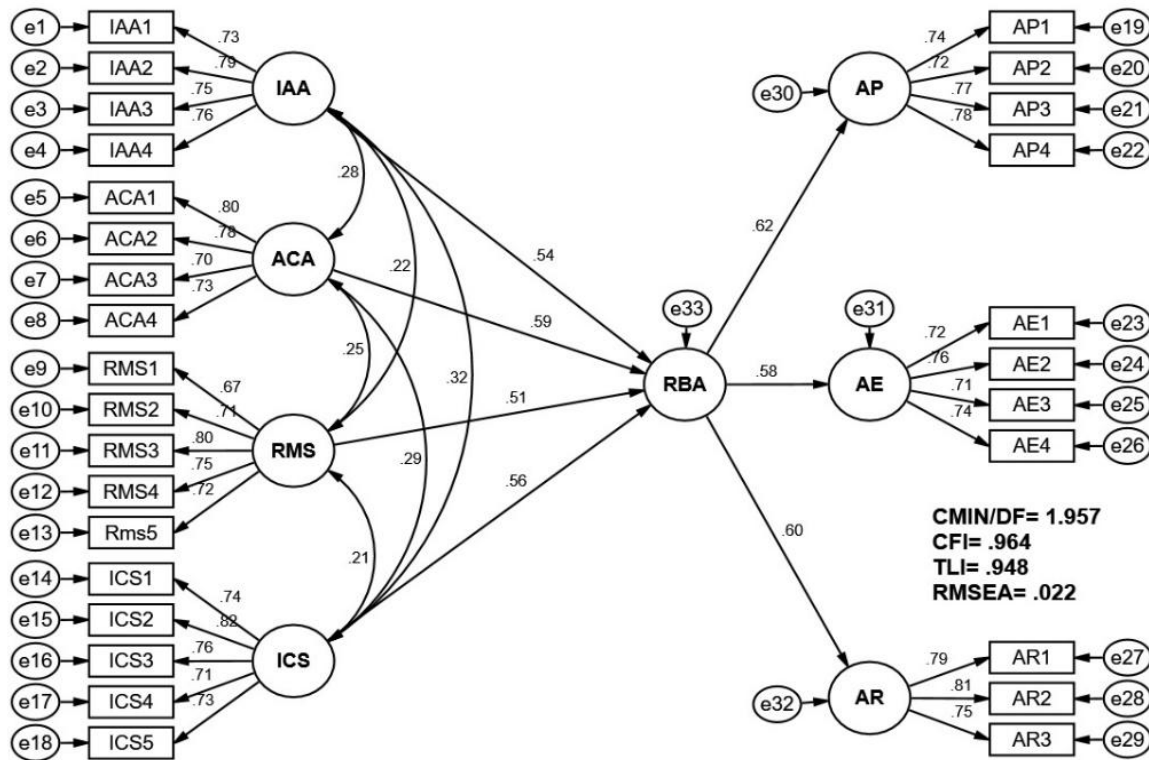 e1 IAA1
e2 IAA2
e3 IAA3
e4 IAA4
.73
.79
.75
.76
IAA
e5 ACA1
e6 ACA2
e7 ACA3
e8 ACA4
.80
.78
.70
.73
ACA
e9 RMS1
e10 RMS2
e11 RMS3
e12 RMS4
e13 Rms5
.67
.71
.80
.75
.72
RMS
e14 ICS1
e15 ICS2
e16 ICS3
e17 ICS4
e18 ICS5
.74
.82
.76
.71
.73
ICS
.28
.22
.25
.32
.29
.21
.54
.59
.51
.56
e33
RBA
.62
.58
.60
e30
AP
.74
.72
.77
.78
AP1 e19
AP2 e20
AP3 e21
AP4 e22
e31
AE
.72
.76
.71
.74
AE1 e23
AE2 e24
AE3 e25
AE4 e26
CMIN/DF= 1.957
CFI= .964
TLI= .948
RMSEA= .022
e32
AR
.79
.81
.75
AR1 e27
AR2 e28
AR3 e29